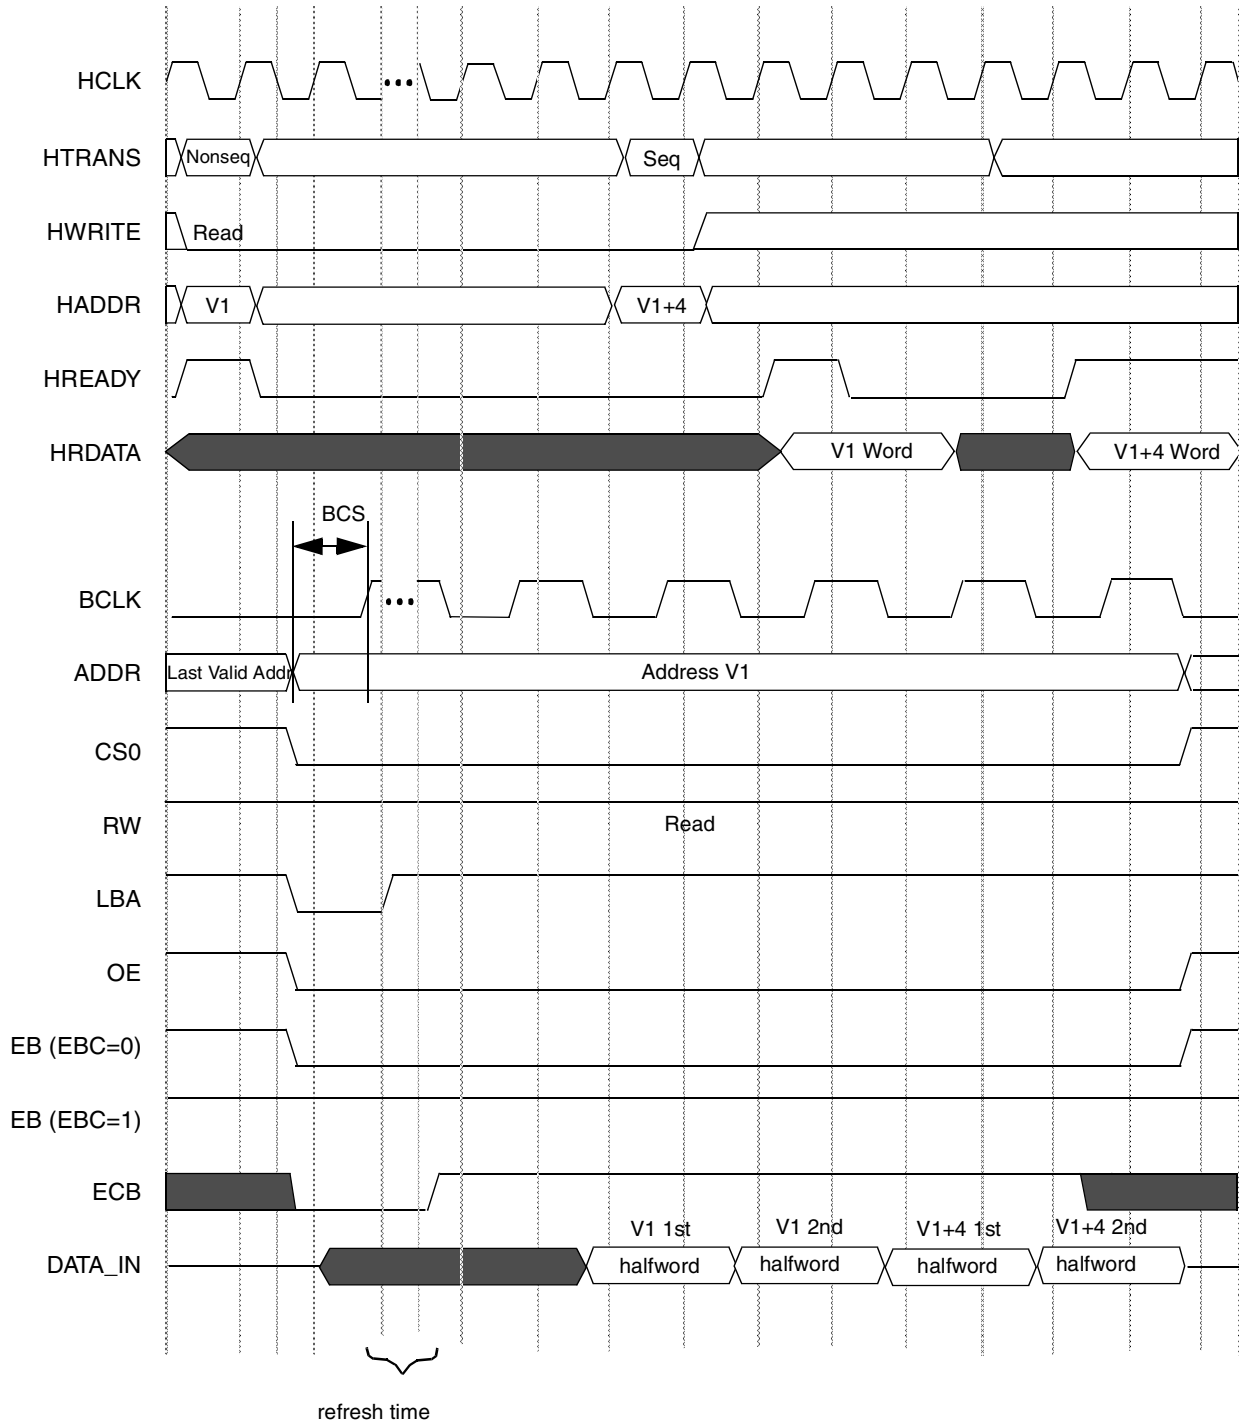 HCLK
HTRANS
Nonseq
Seq
HWRITE
Read
HADDR
V1
V1+4
HREADY
HRDATA
V1 Word
V1+4 Word
BCS
BCLK
ADDR
Last Valid Addr
Address V1
CS0
RW
Read
LBA
OE
EB (EBC=0)
EB (EBC=1)
ECB
V1 1st
V1 2nd
V1+4 1st
V1+4 2nd
DATA_IN
halfword
halfword
halfword
halfword
refresh time